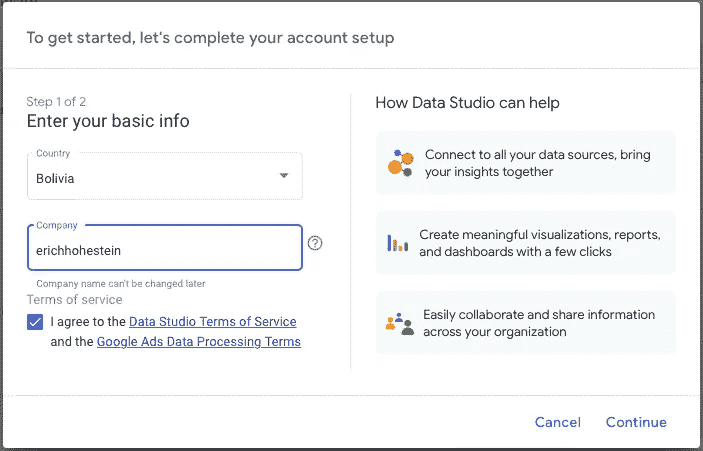 To get started, let's complete your account setup
Step 1 of 2
Enter your basic info
Country
Bolivia
Company
erichhohestein
Company name can't be changed later
Terms of service
I agree to the Data Studio Terms of Service
and the Google Ads Data Processing Terms
How Data Studio can help
Connect to all your data sources, bring
your insights together
Create meaningful visualizations, reports,
and dashboards with a few clicks
Easily collaborate and share information
across your organization
Cancel
Continue